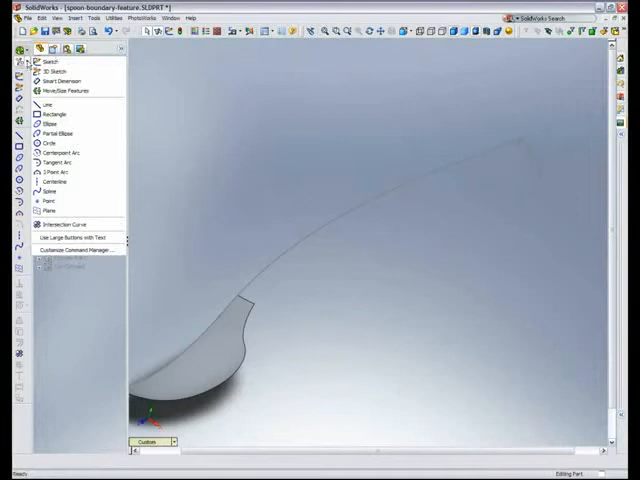 SolidWorks - [spoon-boundary-feature.SLDPRT *]
File Edit View Insert Tools Utilities PhotoWorks Window Help
SolidWorks Search
Sketch
3D Sketch
Smart Dimension
Move/Size Features
Line
Rectangle
Ellipse
Partial Ellipse
Circle
Centerpoint Arc
Tangent Arc
3 Point Arc
Centerline
Spline
Point
Plane
Intersection Curve
Use Large Buttons with Text
Customize Command Manager...
Custom
Ready
Editing Part